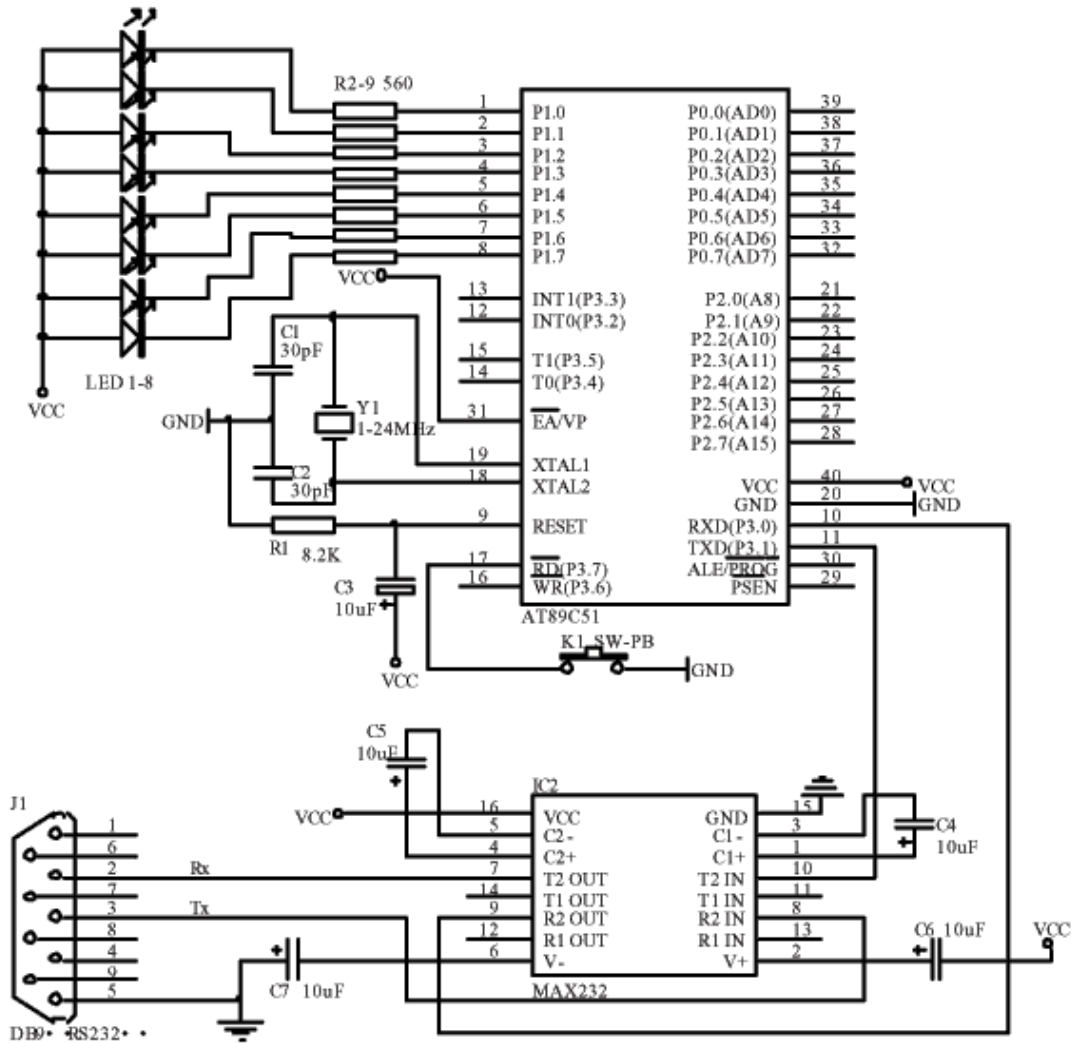 R2-9 560
1 P1.0 P0.0(AD0) 39
2 P1.1 P0.1(AD1) 38
3 P1.2 P0.2(AD2) 37
4 P1.3 P0.3(AD3) 36
5 P1.4 P0.4(AD4) 35
6 P1.5 P0.5(AD5) 34
7 P1.6 P0.6(AD6) 33
8 P1.7 P0.7(AD7) 32
VCC
13 INT1(P3.3) P2.0(A8) 21
12 INT0(P3.2) P2.1(A9) 22
P2.2(A10) 23
15 T1(P3.5) P2.3(A11) 24
14 T0(P3.4) P2.4(A12) 25
P2.5(A13) 26
31 EA/VP P2.6(A14) 27
P2.7(A15) 28
19 XTAL1
18 XTAL2 VCC 40 VCC
GND 20 GND
9 RESET RXD(P3.0) 10
TXD(P3.1) 11
17 RD(P3.7) ALE/PROG 30
16 WR(P3.6) PSEN 29
AT89C51
LED 1-8
VCC
C1
30pF
GND
Y1
1-24MHz
C2
30pF
R1 8.2K
C3
10uF
+
VCC
K1 SW-PB
GND
C5
10uF
+
IC2
VCC 16 VCC GND 15
5 C2- C1- 3
4 C2+ C1+ 1
7 T2 OUT T2 IN 10
14 T1 OUT T1 IN 11
9 R2 OUT R2 IN 8
12 R1 OUT R1 IN 13
6 V- V+ 2
MAX232
C4
10uF
+
C6 10uF
+
VCC
C7 10uF
+
J1
1
6
2 Rx
7
3 Tx
8
4
9
5
DB9 RS232